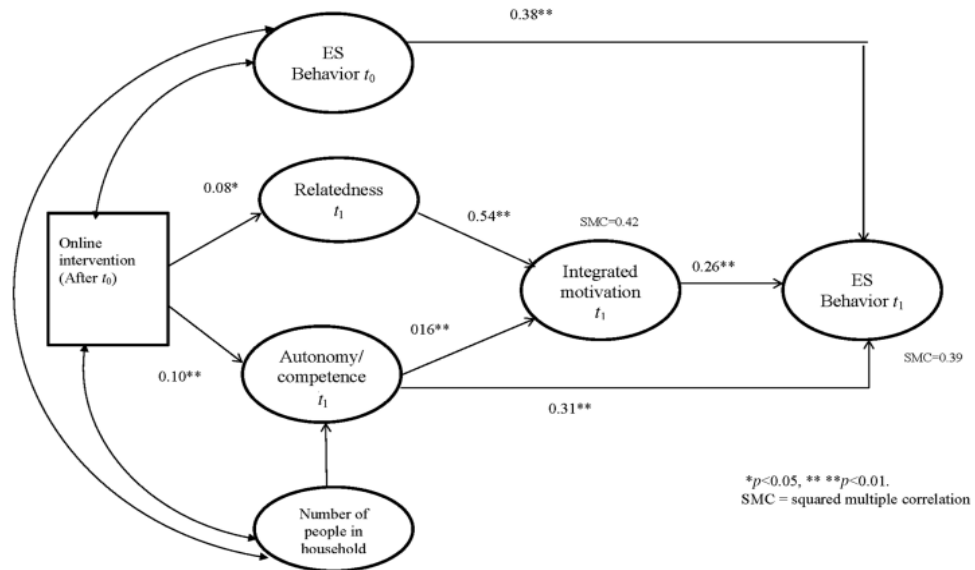 0.38**
ES
Behavior t₀
0.08*
Relatedness
t₁
0.54**
SMC=0.42
Online
intervention
(After t₀)
Integrated
motivation
t₁
0.26**
ES
Behavior t₁
016**
Autonomy/
competence
t₁
0.10**
SMC=0.39
0.31**
*p<0.05, ** **p<0.01.
SMC = squared multiple correlation
Number of
people in
household